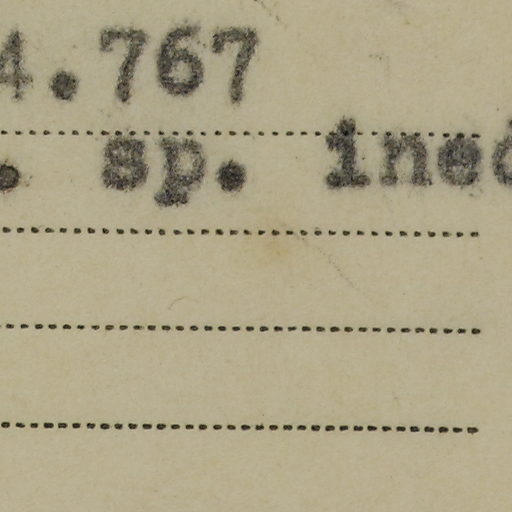 4.767
. sp. ined